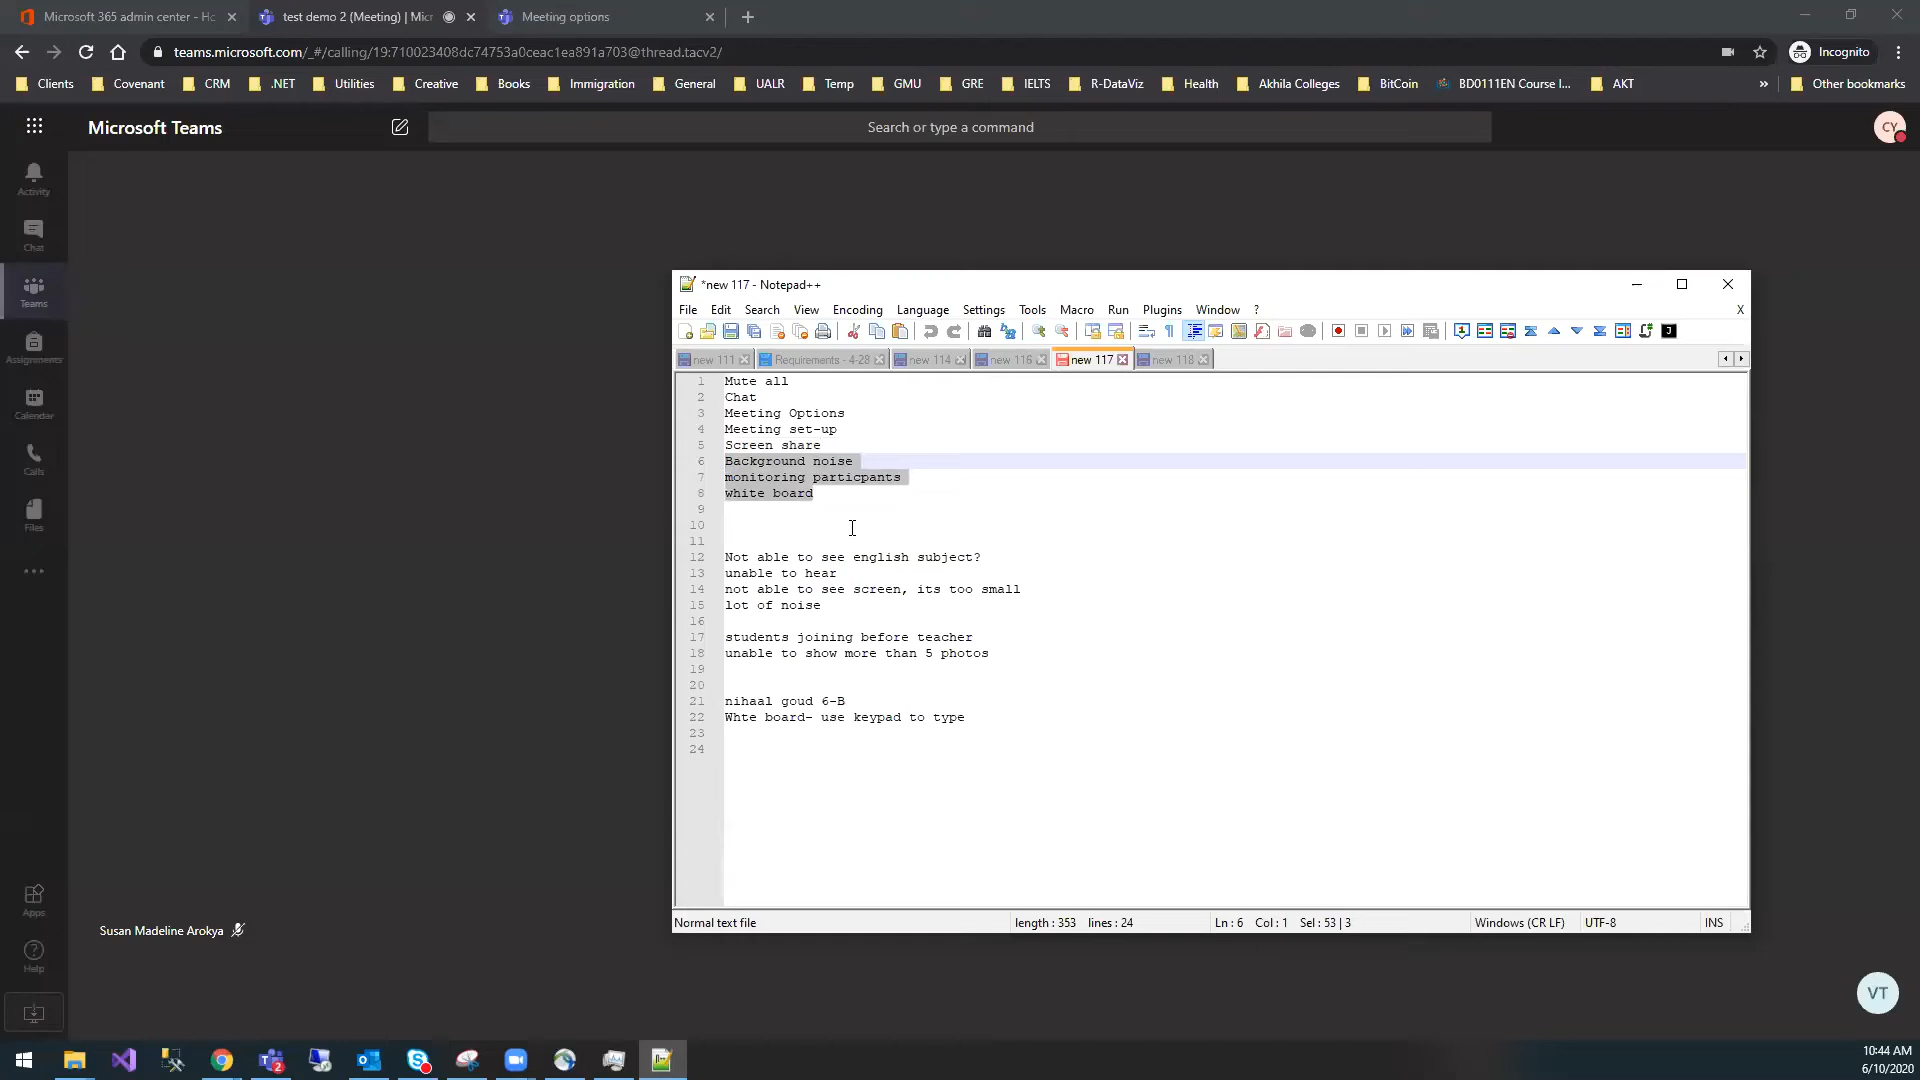 Microsoft 365 admin center - Hc
test demo 2 (Meeting) | Micr
Meeting options
teams.microsoft.com/_#/calling/19:710023408dc74753a0ceac1ea891a703@thread.tacv2/
Incognito
Clients
Covenant
CRM
.NET
Utilities
Creative
Books
Immigration
General
UALR
Temp
GMU
GRE
IELTS
R-DataViz
Health
Akhila Colleges
BitCoin
BD0111EN Course I...
AKT
»
Other bookmarks
Microsoft Teams
Search or type a command
CY
Activity
Chat
Teams
Assignments
Calendar
Calls
Files
Apps
Help
*new 117 - Notepad++
File Edit Search View Encoding Language Settings Tools Macro Run Plugins Window ? X
new 111
Requirements - 4-28
new 114
new 116
new 117
new 118
1 Mute all
2 Chat
3 Meeting Options
4 Meeting set-up
5 Screen share
6 Background noise
7 monitoring particpants
8 white board
9
10
11
12 Not able to see english subject?
13 unable to hear
14 not able to see screen, its too small
15 lot of noise
16
17 students joining before teacher
18 unable to show more than 5 photos
19
20
21 nihaal goud 6-B
22 Whte board- use keypad to type
23
24
Normal text file length : 353 lines : 24 Ln : 6 Col : 1 Sel : 53 | 3 Windows (CR LF) UTF-8 INS
Susan Madeline Arokya
VT
2
10:44 AM
6/10/2020